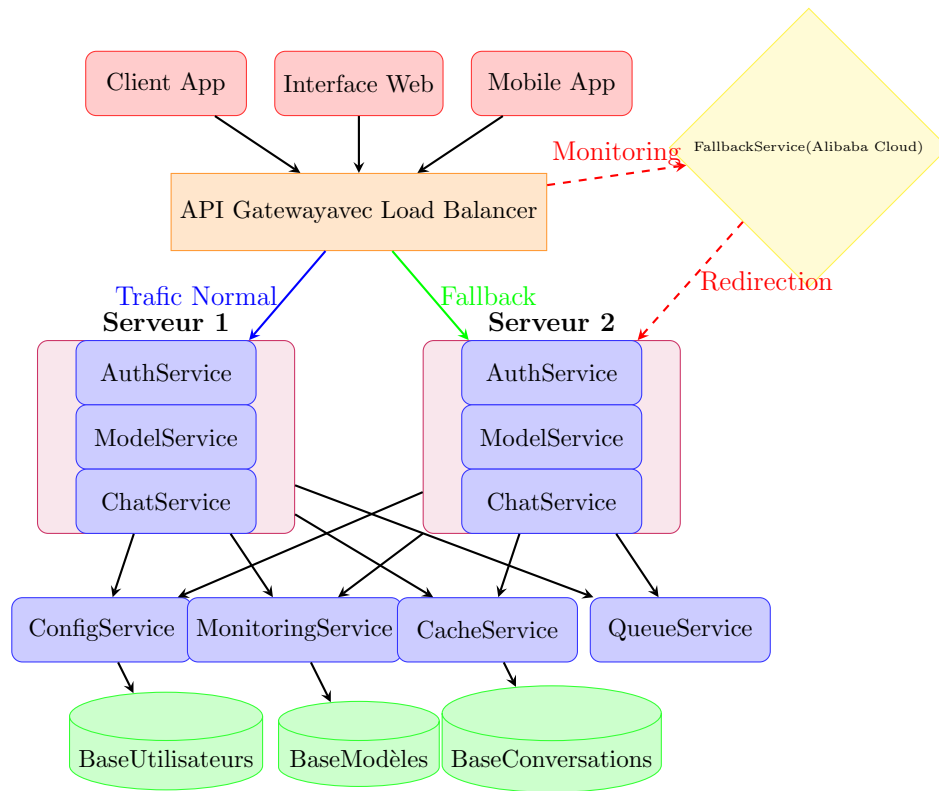 Client App
Interface Web
Mobile App
Monitoring
FallbackService(Alibaba Cloud)
API Gatewayavec Load Balancer
Redirection
Trafic Normal
Fallback
Serveur 1
Serveur 2
AuthService
AuthService
ModelService
ModelService
ChatService
ChatService
ConfigService
MonitoringService
CacheService
QueueService
BaseUtilisateurs
BaseModèles
BaseConversations